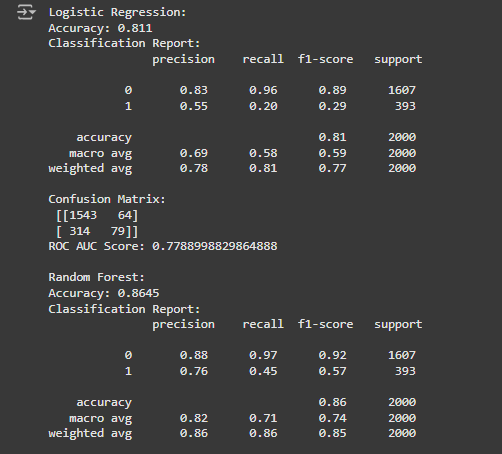 Logistic Regression:
Accuracy: 0.811
Classification Report:
precision recall f1-score support
0 0.83 0.96 0.89 1607
1 0.55 0.20 0.29 393
accuracy 0.81 2000
macro avg 0.69 0.58 0.59 2000
weighted avg 0.78 0.81 0.77 2000
Confusion Matrix:
[[1543 64]
[ 314 79]]
ROC AUC Score: 0.7788998829864888
Random Forest:
Accuracy: 0.8645
Classification Report:
precision recall f1-score support
0 0.88 0.97 0.92 1607
1 0.76 0.45 0.57 393
accuracy 0.86 2000
macro avg 0.82 0.71 0.74 2000
weighted avg 0.86 0.86 0.85 2000